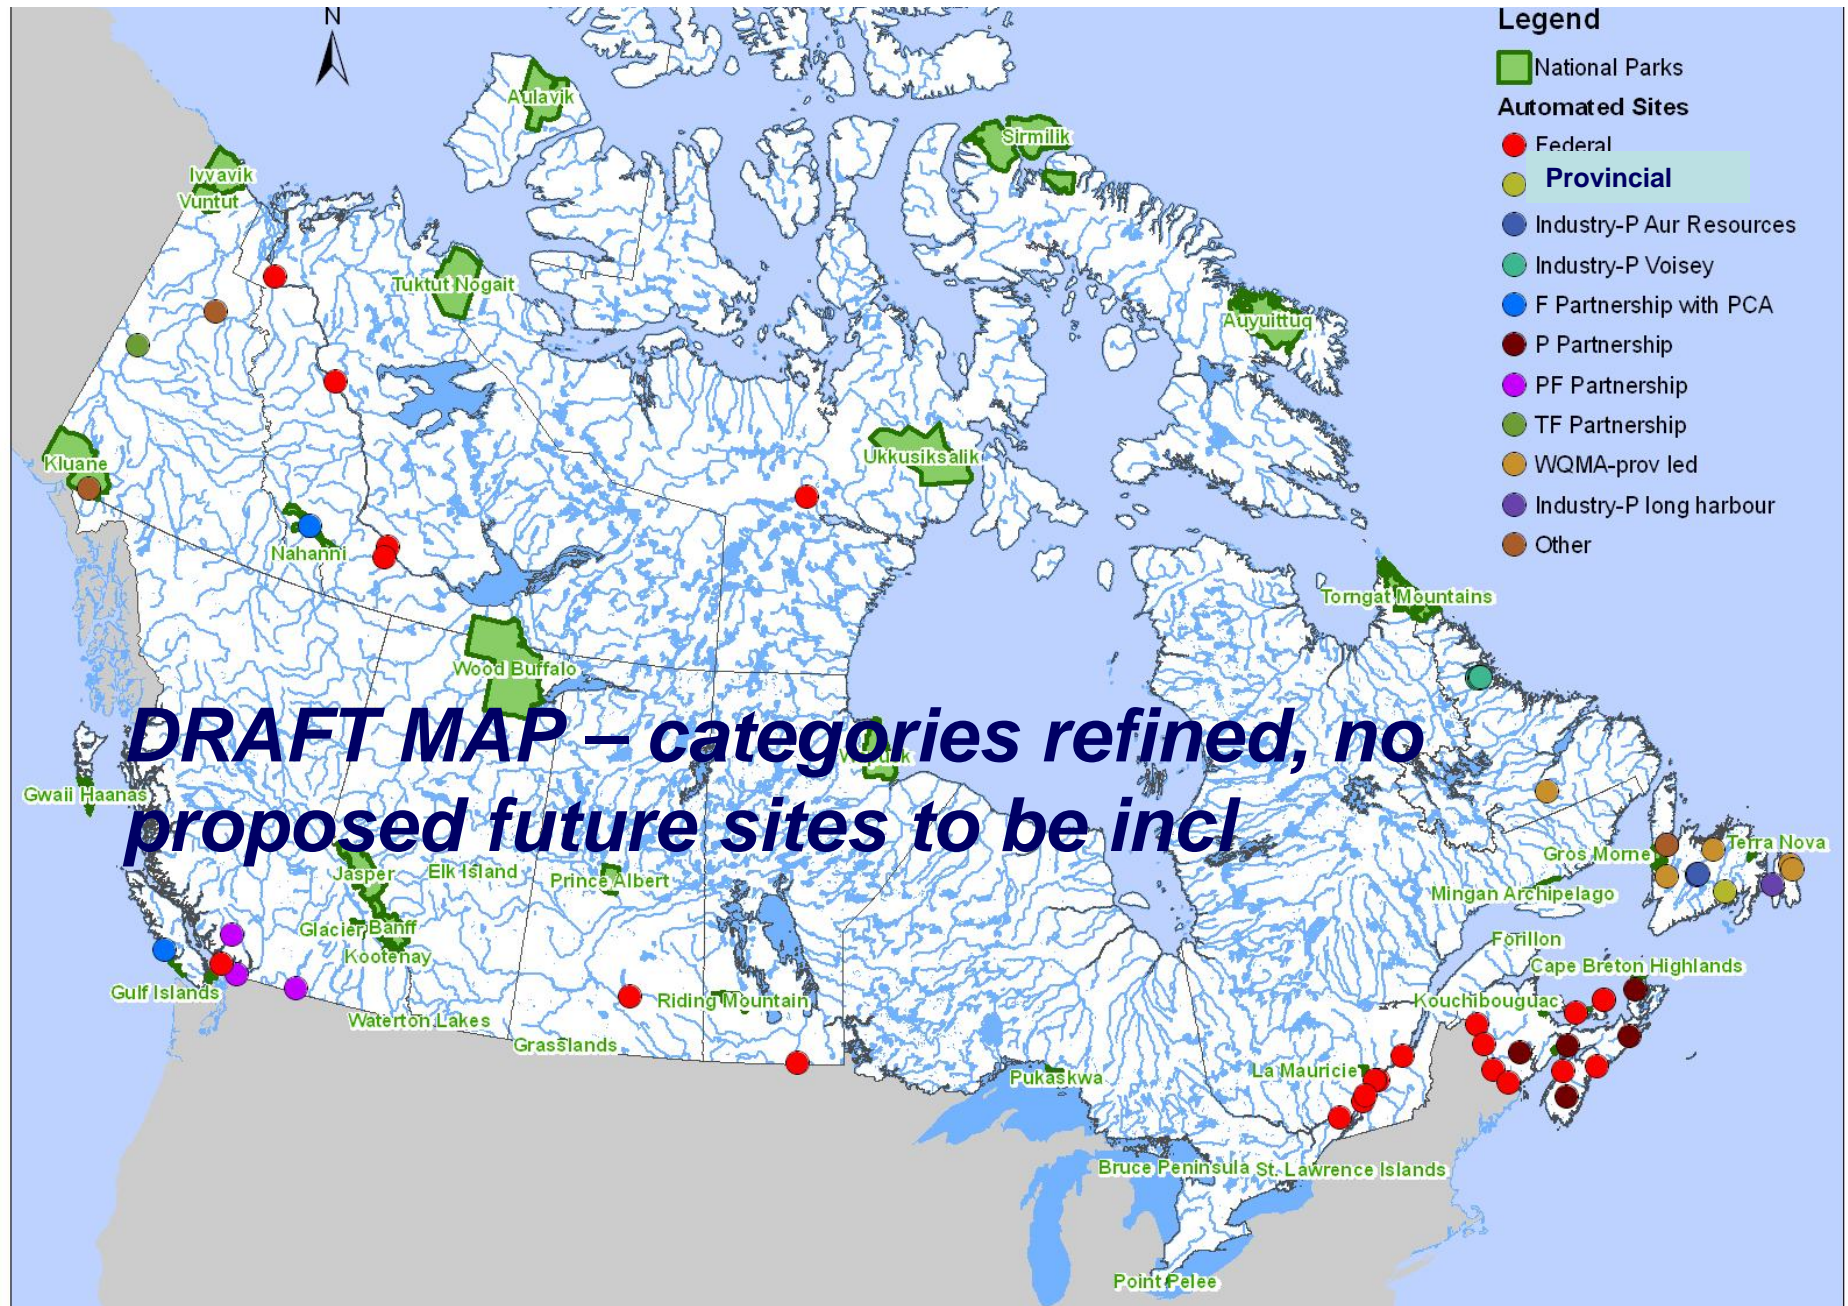 N
Legend
National Parks
Automated Sites
Federal
Provincial
Industry-P Aur Resources
Industry-P Voisey
F Partnership with PCA
P Partnership
PF Partnership
TF Partnership
WQMA-prov led
Industry-P long harbour
Other
Aulavik
Sirmilik
Ivvavik
Vuntut
Tuktut Nogait
Auyuittuq
Kluane
Ukkusiksalik
Nahanni
Torngat Mountains
Wood Buffalo
DRAFT MAP – categories refined, no
proposed future sites to be incl
Gwaii Haanas
Jasper
Elk Island
Prince Albert
Gros Morne
Terra Nova
Mingan Archipelago
Glacier
Banff
Kootenay
Forillon
Cape Breton Highlands
Gulf Islands
Riding Mountain
Kouchibouguac
Waterton Lakes
Grasslands
Pukaskwa
La Mauricie
Bruce Peninsula
St. Lawrence Islands
Point Pelee